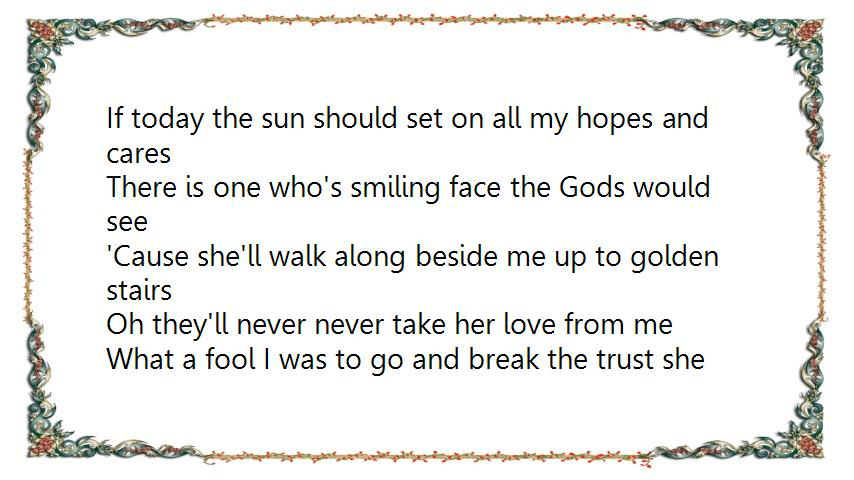 If today the sun should set on all my hopes and
cares
There is one who's smiling face the Gods would
see
'Cause she'll walk along beside me up to golden
stairs
Oh they'll never never take her love from me
What a fool I was to go and break the trust she